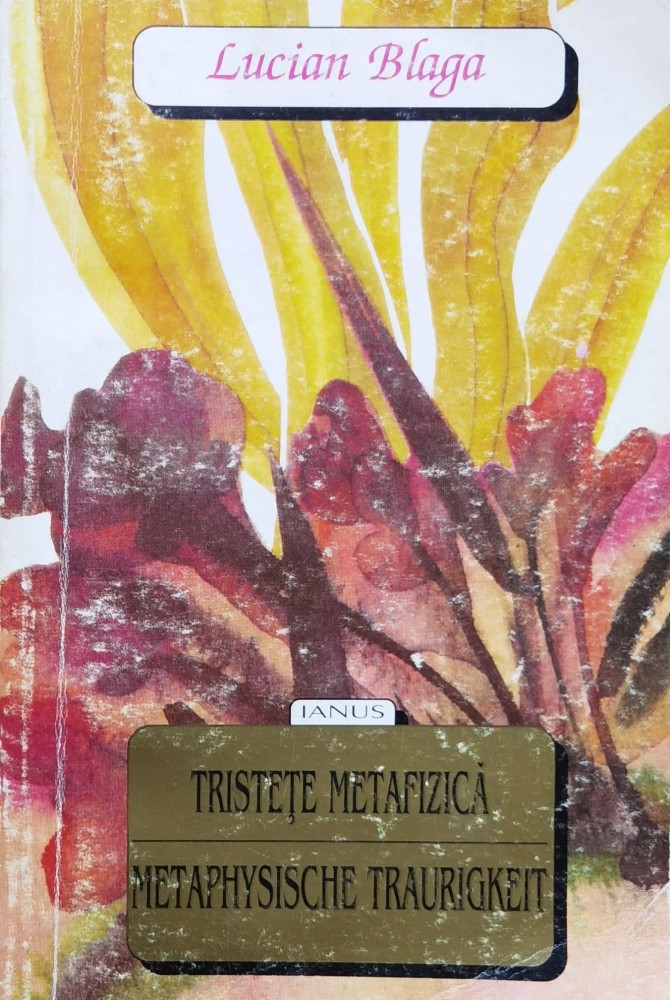 Lucian Blaga
IANUS
TRISTEȚE METAFIZICĂ
METAPHYSISCHE TRAURIGKEIT